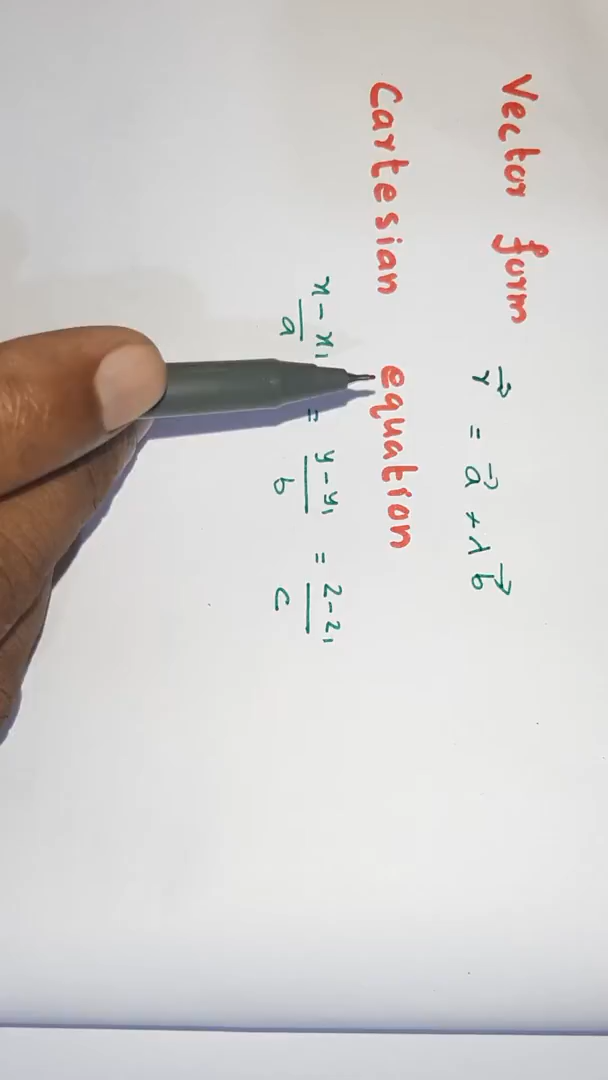 Vector form
r⃗ = a⃗ + λb⃗
Cartesian equation
x - x₁/a = y - y₁/b = z - z₁/c